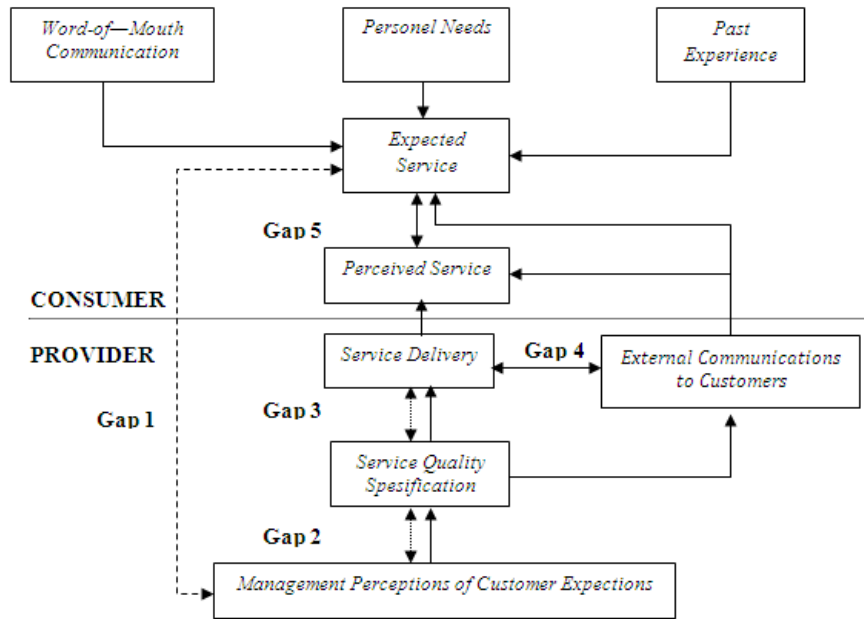 Word-of—Mouth
Communication
Personel Needs
Past
Experience
Expected
Service
Gap 5
Perceived Service
CONSUMER
PROVIDER
Service Delivery
Gap 4
External Communications
to Customers
Gap 1
Gap 3
Service Quality
Spesification
Gap 2
Management Perceptions of Customer Expections